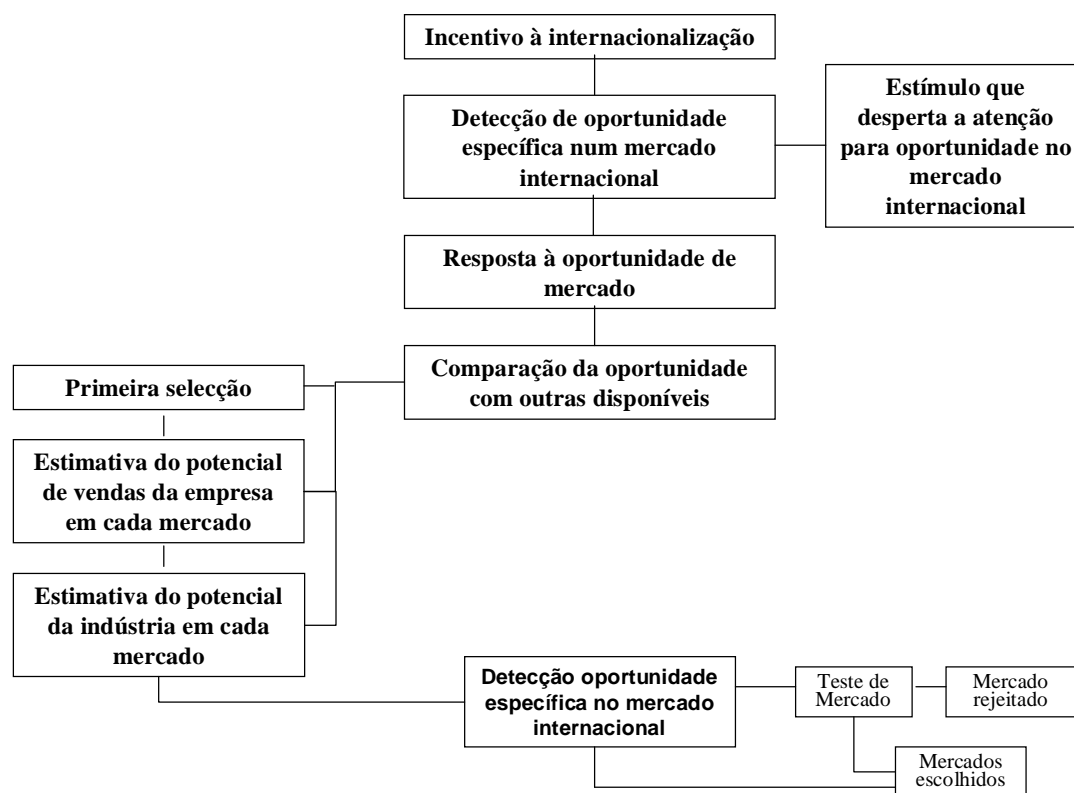 Incentivo à internacionalização
Detecção de oportunidade
específica num mercado
internacional
Estímulo que
desperta a atenção
para oportunidade no
mercado
internacional
Resposta à oportunidade de
mercado
Comparação da oportunidade
com outras disponíveis
Primeira selecção
Estimativa do potencial
de vendas da empresa
em cada mercado
Estimativa do potencial
da indústria em cada
mercado
Detecção oportunidade
específica no mercado
internacional
Teste de
Mercado
Mercado
rejeitado
Mercados
escolhidos